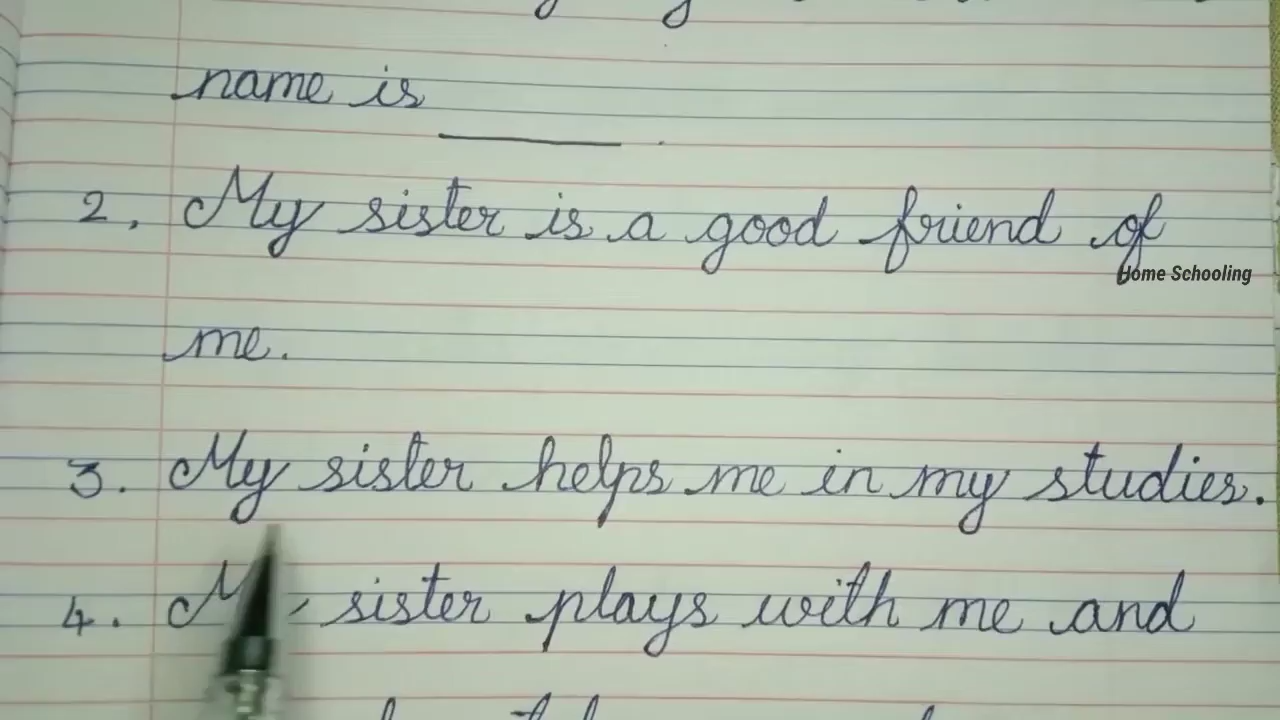 name is ______ .
2. My sister is a good friend of
Home Schooling
me.
3. My sister helps me in my studies.
4. My sister plays with me and